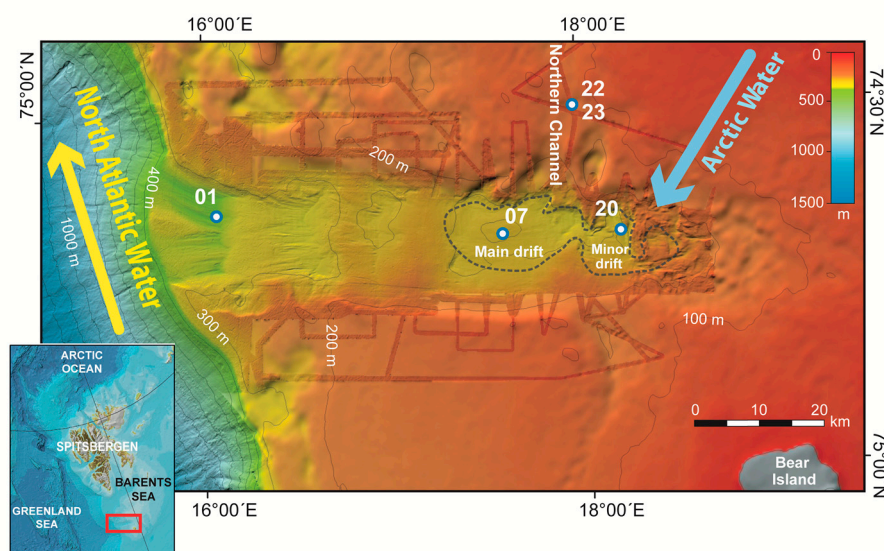 16°00´E
18°00´E
75°00´N
North Atlantic Water
400 m
1000 m
01
300 m
200 m
200 m
Northern Channel
22
23
07
Main drift
20
Minor
drift
Arctic Water
100 m
0
500
1000
1500
m
74°30´N
0
10
20
km
Bear
Island
75°00´N
16°00´E
18°00´E
ARCTIC
OCEAN
SPITSBERGEN
BARENTS
SEA
GREENLAND
SEA